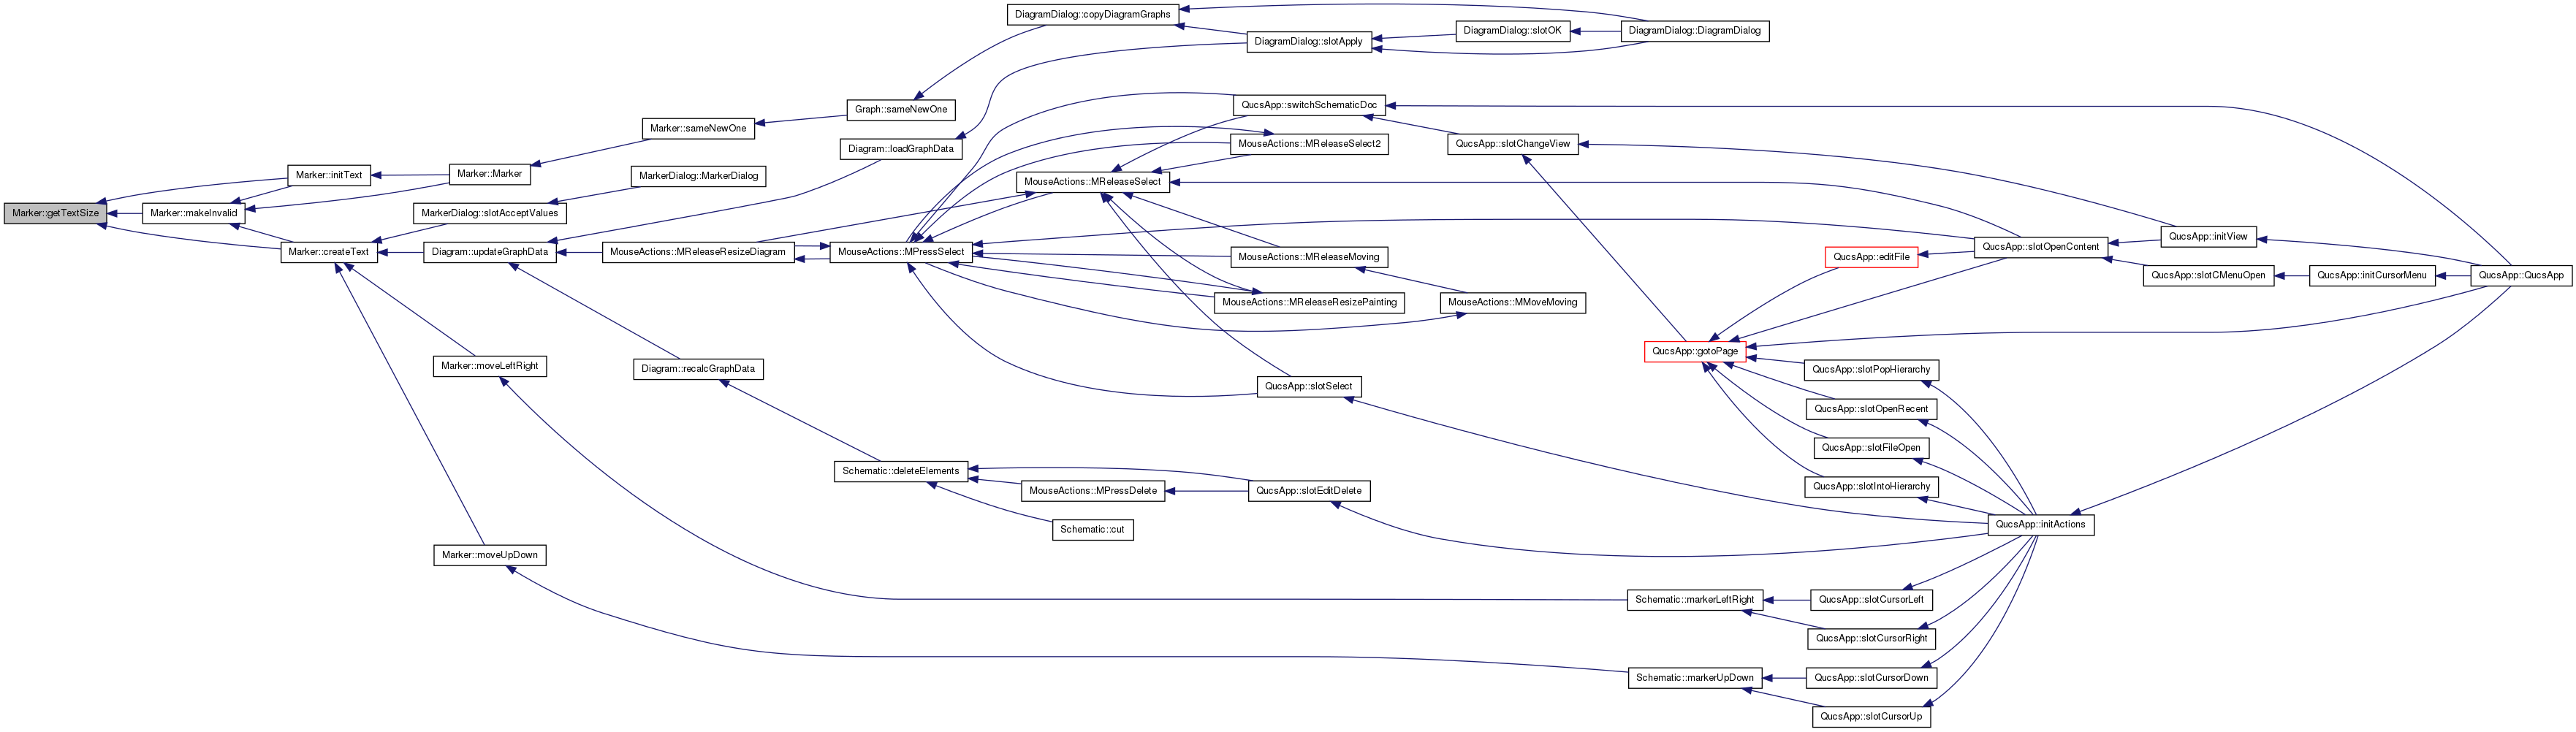 DiagramDialog::copyDiagramGraphs
DiagramDialog::slotOK
DiagramDialog::DiagramDialog
DiagramDialog::slotApply
Graph::sameNewOne
QucsApp::switchSchematicDoc
Marker::sameNewOne
Diagram::loadGraphData
MouseActions::MReleaseSelect2
QucsApp::slotChangeView
Marker::initText
Marker::Marker
MarkerDialog::MarkerDialog
MouseActions::MReleaseSelect
Marker::getTextSize
Marker::makeInvalid
MarkerDialog::slotAcceptValues
QucsApp::initView
Marker::createText
Diagram::updateGraphData
MouseActions::MReleaseResizeDiagram
MouseActions::MPressSelect
MouseActions::MReleaseMoving
QucsApp::editFile
QucsApp::slotOpenContent
QucsApp::slotCMenuOpen
QucsApp::initCursorMenu
QucsApp::QucsApp
MouseActions::MReleaseResizePainting
MouseActions::MMoveMoving
QucsApp::gotoPage
Marker::moveLeftRight
Diagram::recalcGraphData
QucsApp::slotPopHierarchy
QucsApp::slotSelect
QucsApp::slotOpenRecent
QucsApp::slotFileOpen
Schematic::deleteElements
MouseActions::MPressDelete
QucsApp::slotEditDelete
QucsApp::slotIntoHierarchy
Schematic::cut
QucsApp::initActions
Marker::moveUpDown
Schematic::markerLeftRight
QucsApp::slotCursorLeft
QucsApp::slotCursorRight
Schematic::markerUpDown
QucsApp::slotCursorDown
QucsApp::slotCursorUp